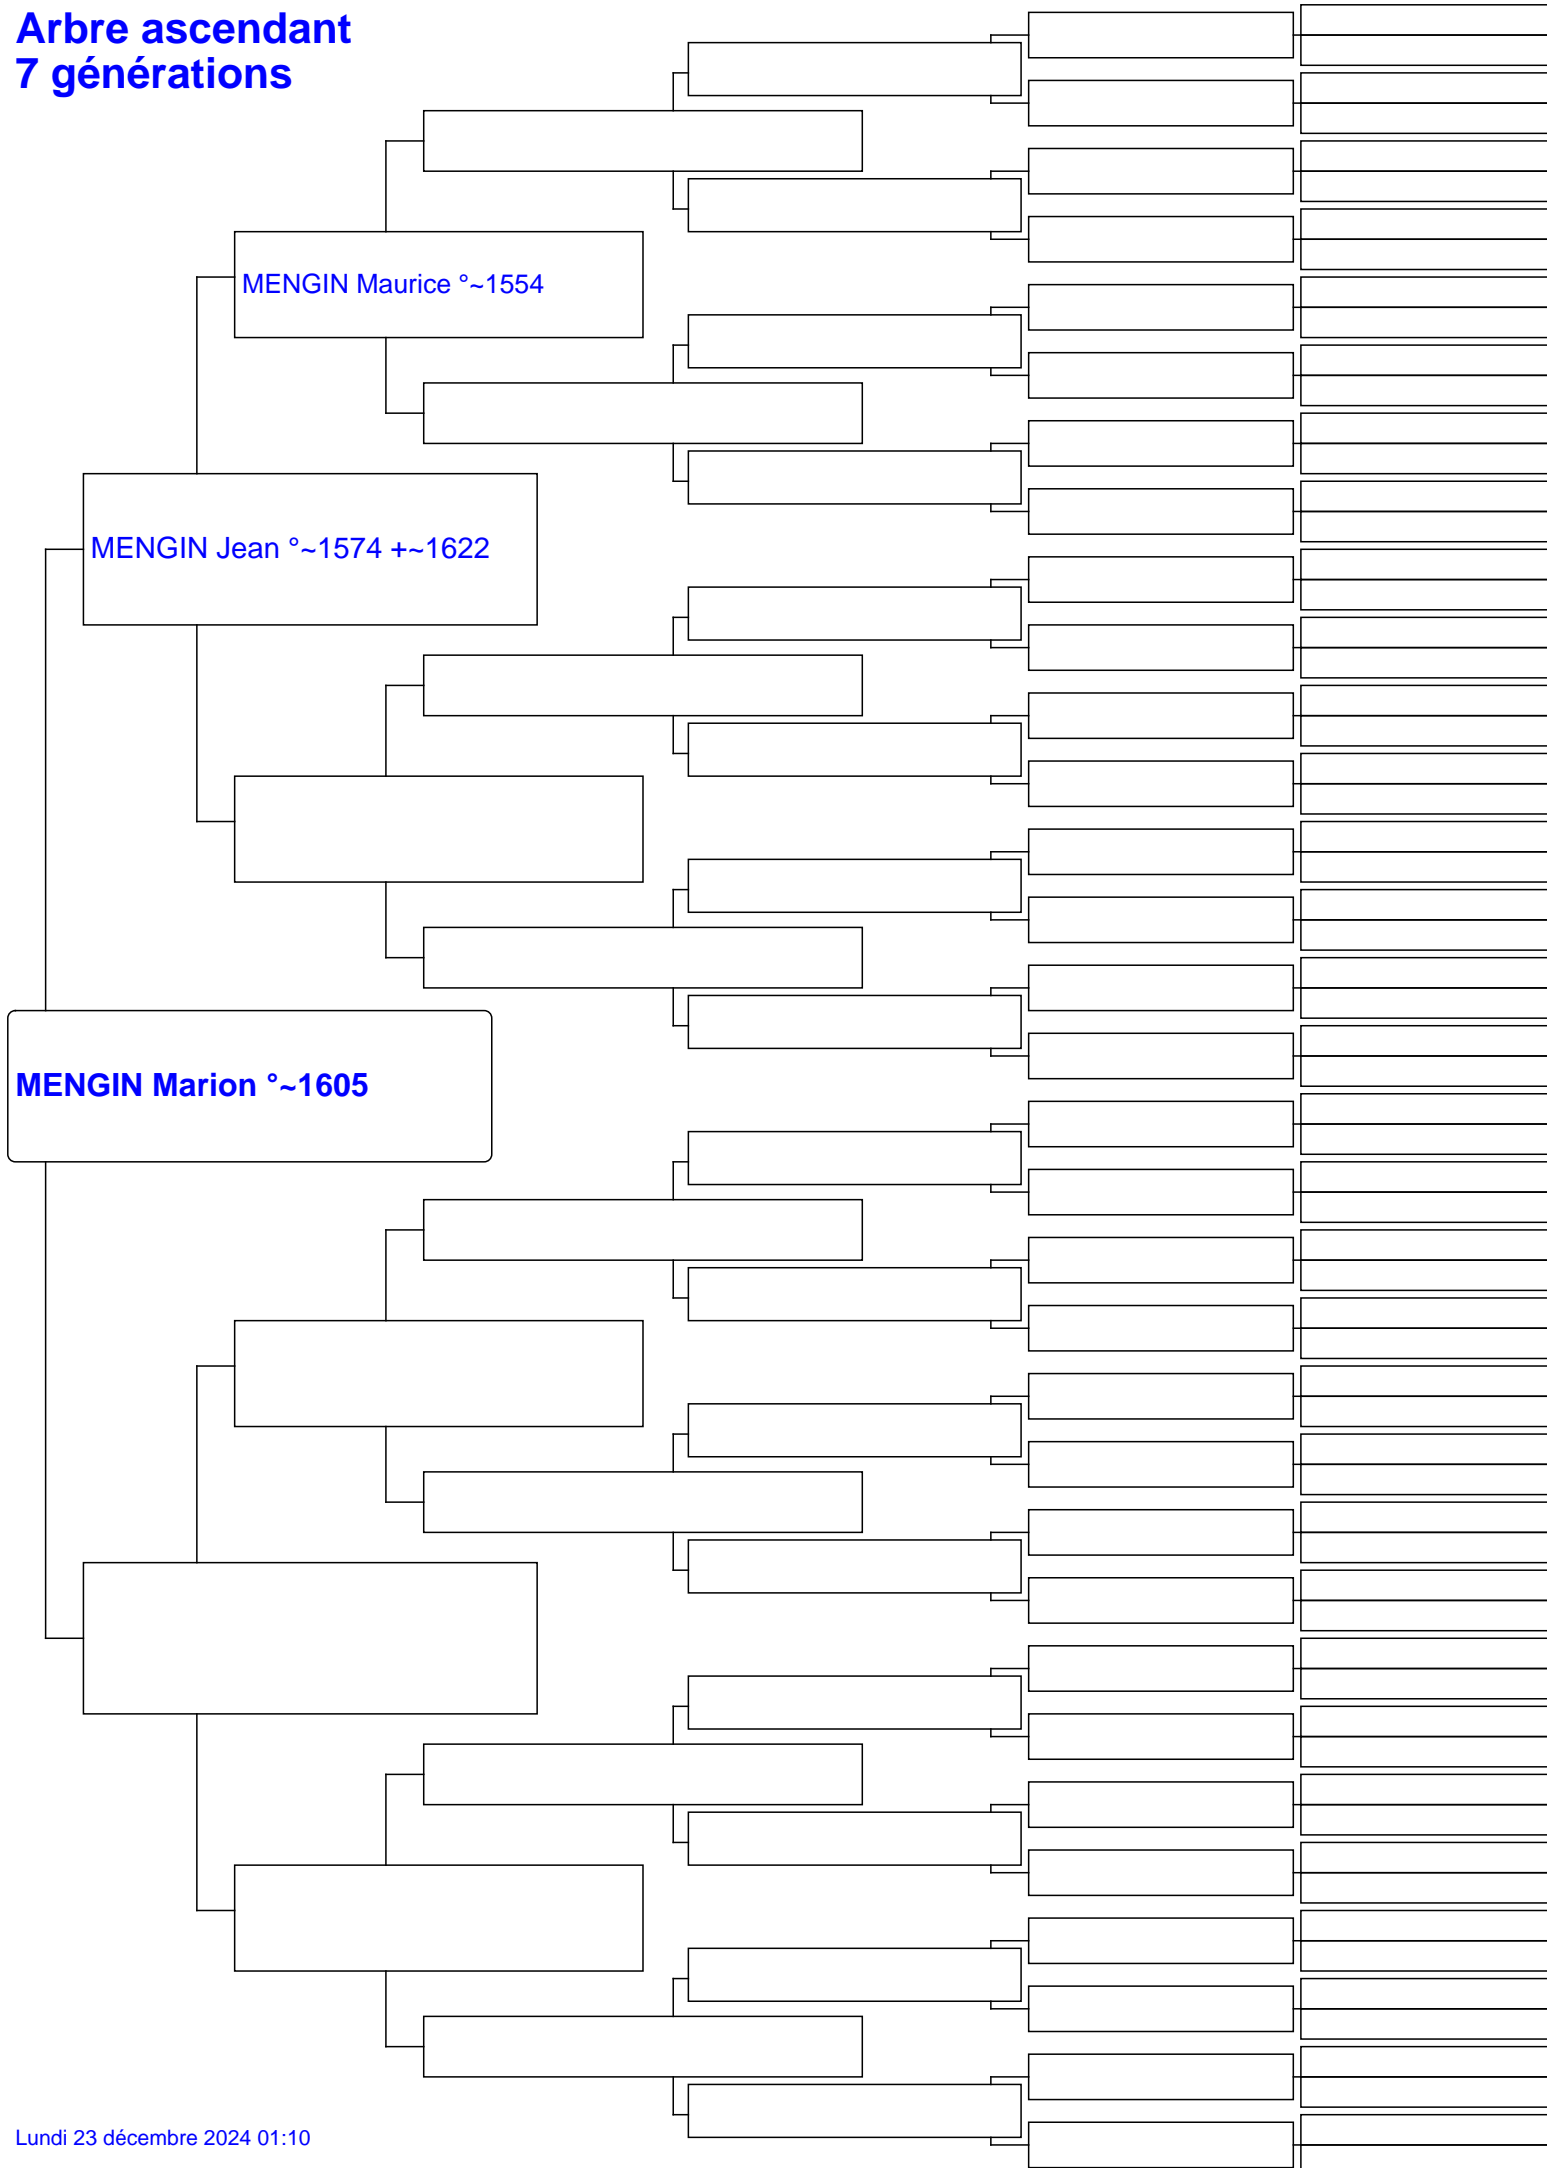 Arbre ascendant
7 générations
MENGIN Maurice °~1554
MENGIN Jean °~1574 +~1622
MENGIN Marion °~1605
Lundi 23 décembre 2024 01:10